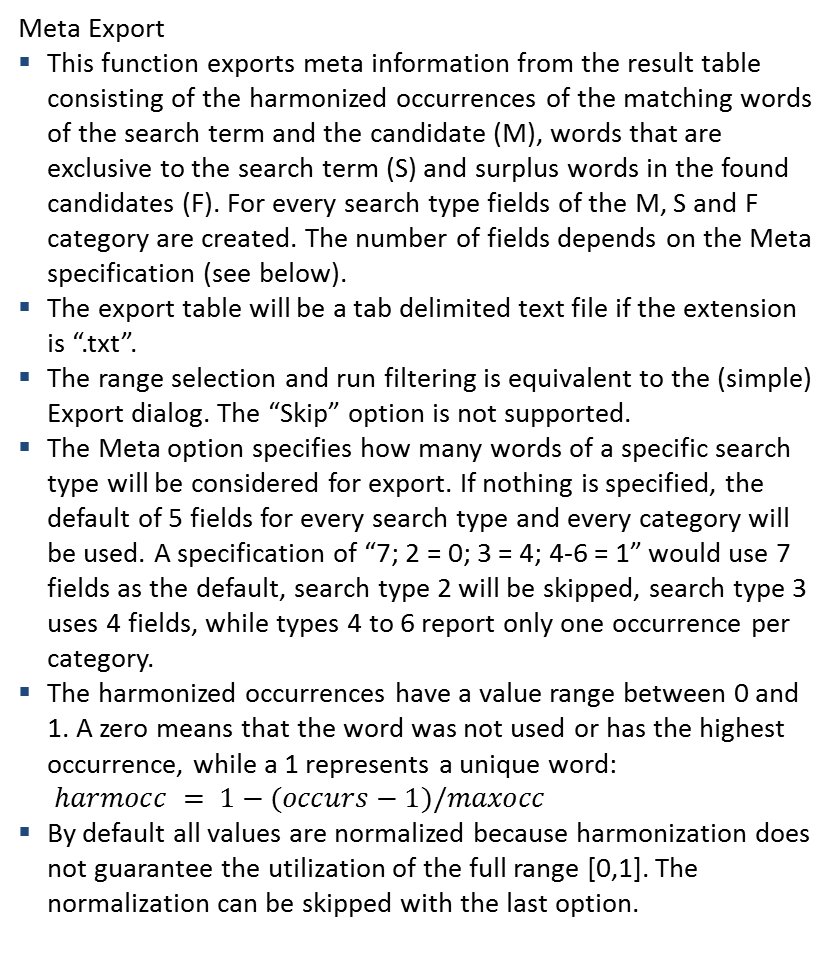 Meta Export
▪ This function exports meta information from the result table
consisting of the harmonized occurrences of the matching words
of the search term and the candidate (M), words that are
exclusive to the search term (S) and surplus words in the found
candidates (F). For every search type fields of the M, S and F
category are created. The number of fields depends on the Meta
specification (see below).
▪ The export table will be a tab delimited text file if the extension
is “.txt”.
▪ The range selection and run filtering is equivalent to the (simple)
Export dialog. The “Skip” option is not supported.
▪ The Meta option specifies how many words of a specific search
type will be considered for export. If nothing is specified, the
default of 5 fields for every search type and every category will
be used. A specification of “7; 2 = 0; 3 = 4; 4-6 = 1” would use 7
fields as the default, search type 2 will be skipped, search type 3
uses 4 fields, while types 4 to 6 report only one occurrence per
category.
▪ The harmonized occurrences have a value range between 0 and
1. A zero means that the word was not used or has the highest
occurrence, while a 1 represents a unique word:
harmocc = 1 − (occurs − 1)/maxocc
▪ By default all values are normalized because harmonization does
not guarantee the utilization of the full range [0,1]. The
normalization can be skipped with the last option.